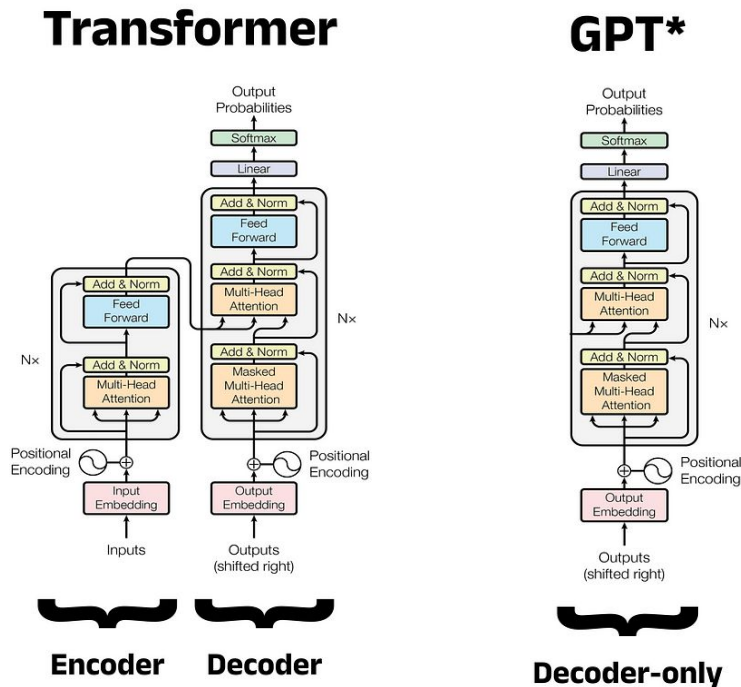 Transformer
Output
Probabilities
Softmax
Linear
Add & Norm
Feed
Forward
Add & Norm
Multi-Head
Attention
Add & Norm
Masked
Multi-Head
Attention
Nx
Positional
Encoding
Output
Embedding
Outputs
(shifted right)
Add & Norm
Feed
Forward
Add & Norm
Multi-Head
Attention
Nx
Positional
Encoding
Input
Embedding
Inputs
Encoder
Decoder
GPT*
Output
Probabilities
Softmax
Linear
Add & Norm
Feed
Forward
Add & Norm
Multi-Head
Attention
Add & Norm
Masked
Multi-Head
Attention
Nx
Positional
Encoding
Output
Embedding
Outputs
(shifted right)
Decoder-only